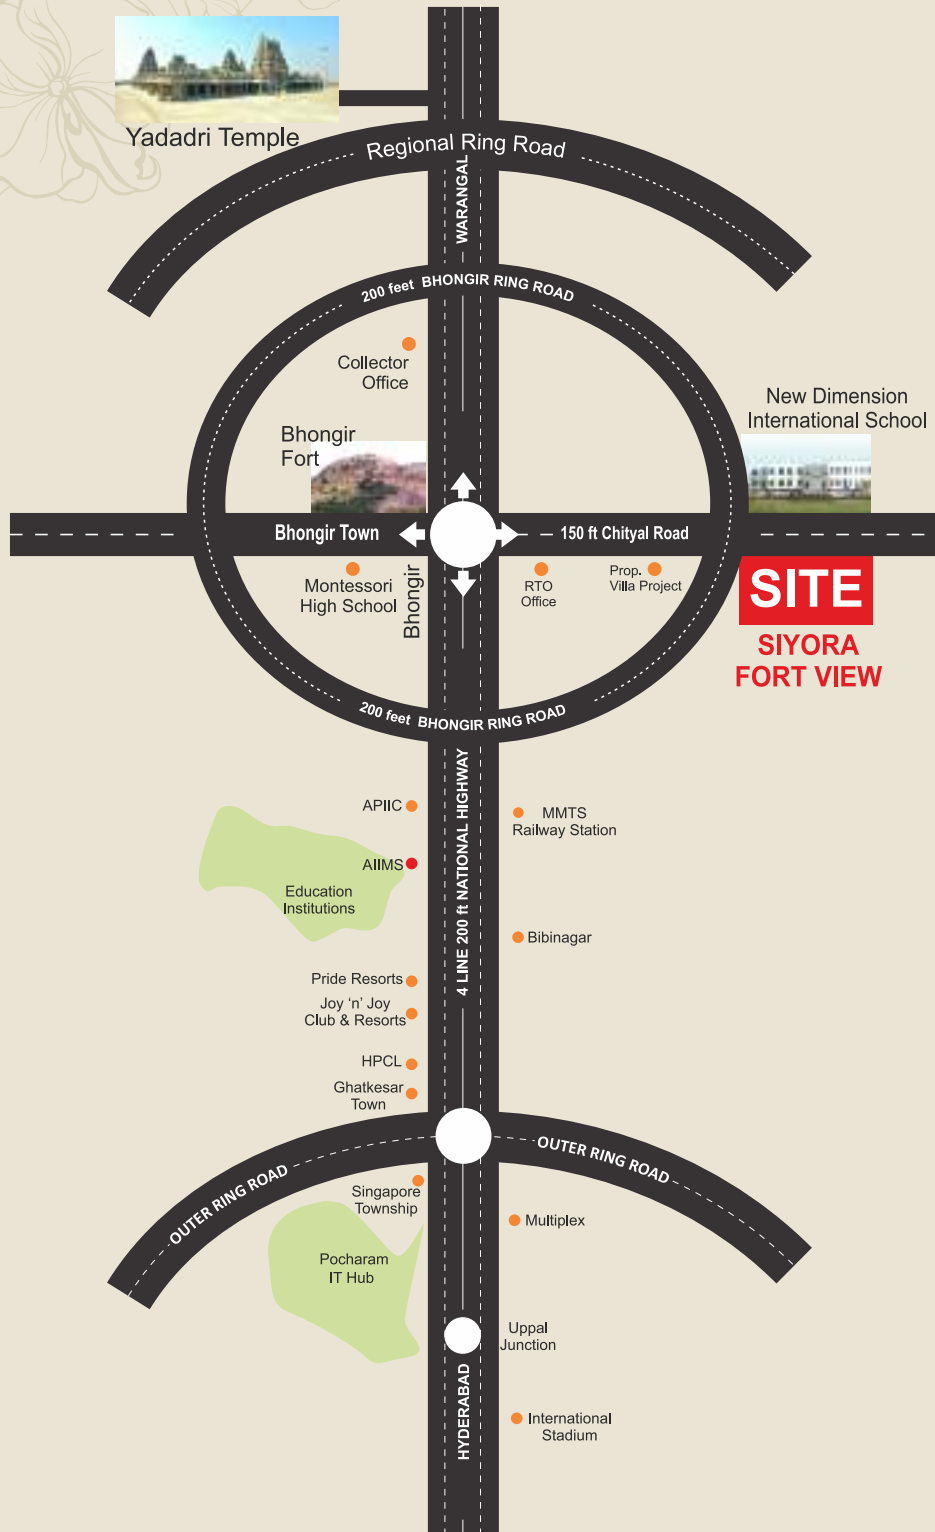 Yadadri Temple
Regional Ring Road
WARANGAL
200 feet BHONGIR RING ROAD
Collector
Office
New Dimension
International School
Bhongir
Fort
Bhongir Town
150 ft Chityal Road
Montessori
High School
Bhongir
RTO
Office
Prop.
Villa Project
SITE
SIYORA
FORT VIEW
200 feet BHONGIR RING ROAD
4 LINE 200 ft NATIONAL HIGHWAY
APIIC
MMTS
Railway Station
AIIMS
Education
Institutions
Bibinagar
Pride Resorts
Joy ‘n’ Joy
Club & Resorts
HPCL
Ghatkesar
Town
OUTER RING ROAD
OUTER RING ROAD
Singapore
Township
Multiplex
Pocharam
IT Hub
Uppal
Junction
HYDERABAD
International
Stadium